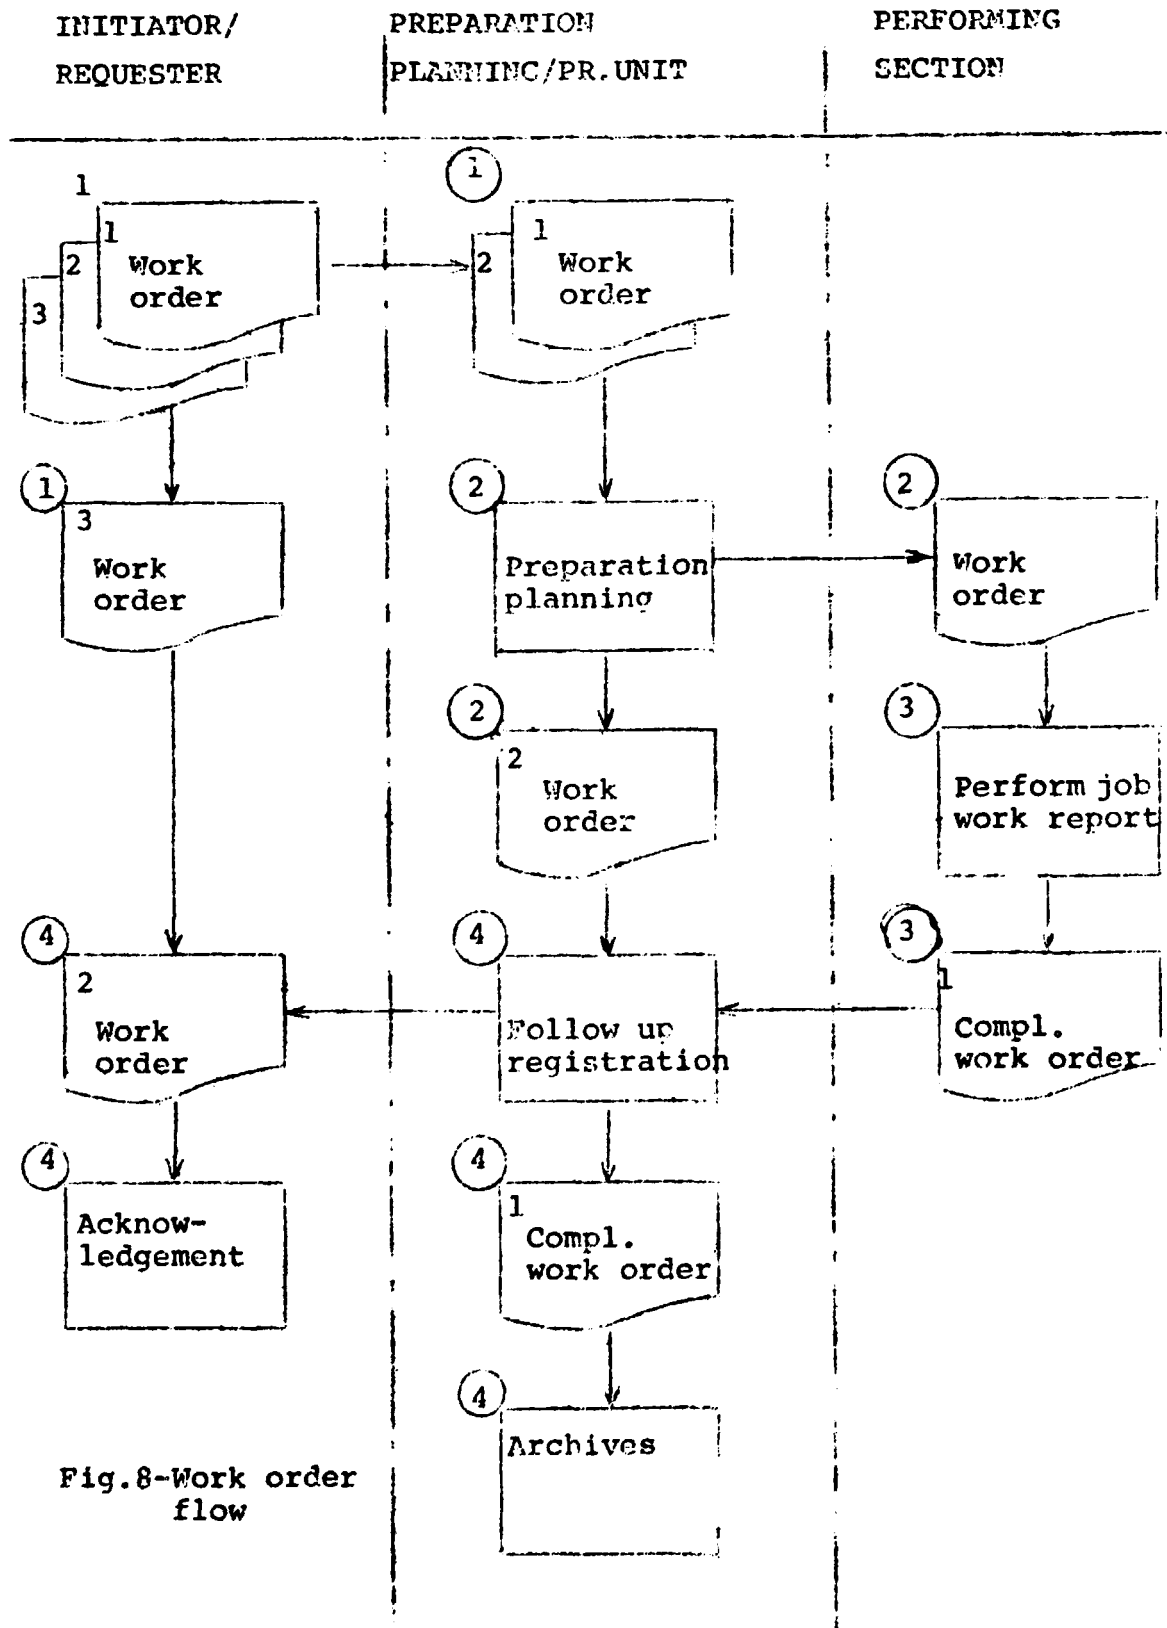 INITIATOR/
REQUESTER
PREPARATION
PLANNING/PR.UNIT
PERFORMING
SECTION
1
1
2
3
Work
order
1
1
2
Work
order
1
3
Work
order
2
Preparation
planning
2
Work
order
2
2
Work
order
3
Perform job
work report
4
2
Work
order
4
Follow up
registration
3
1
Compl.
work order
4
Acknow-
ledgement
4
1
Compl.
work order
4
Archives
Fig.8-Work order
flow